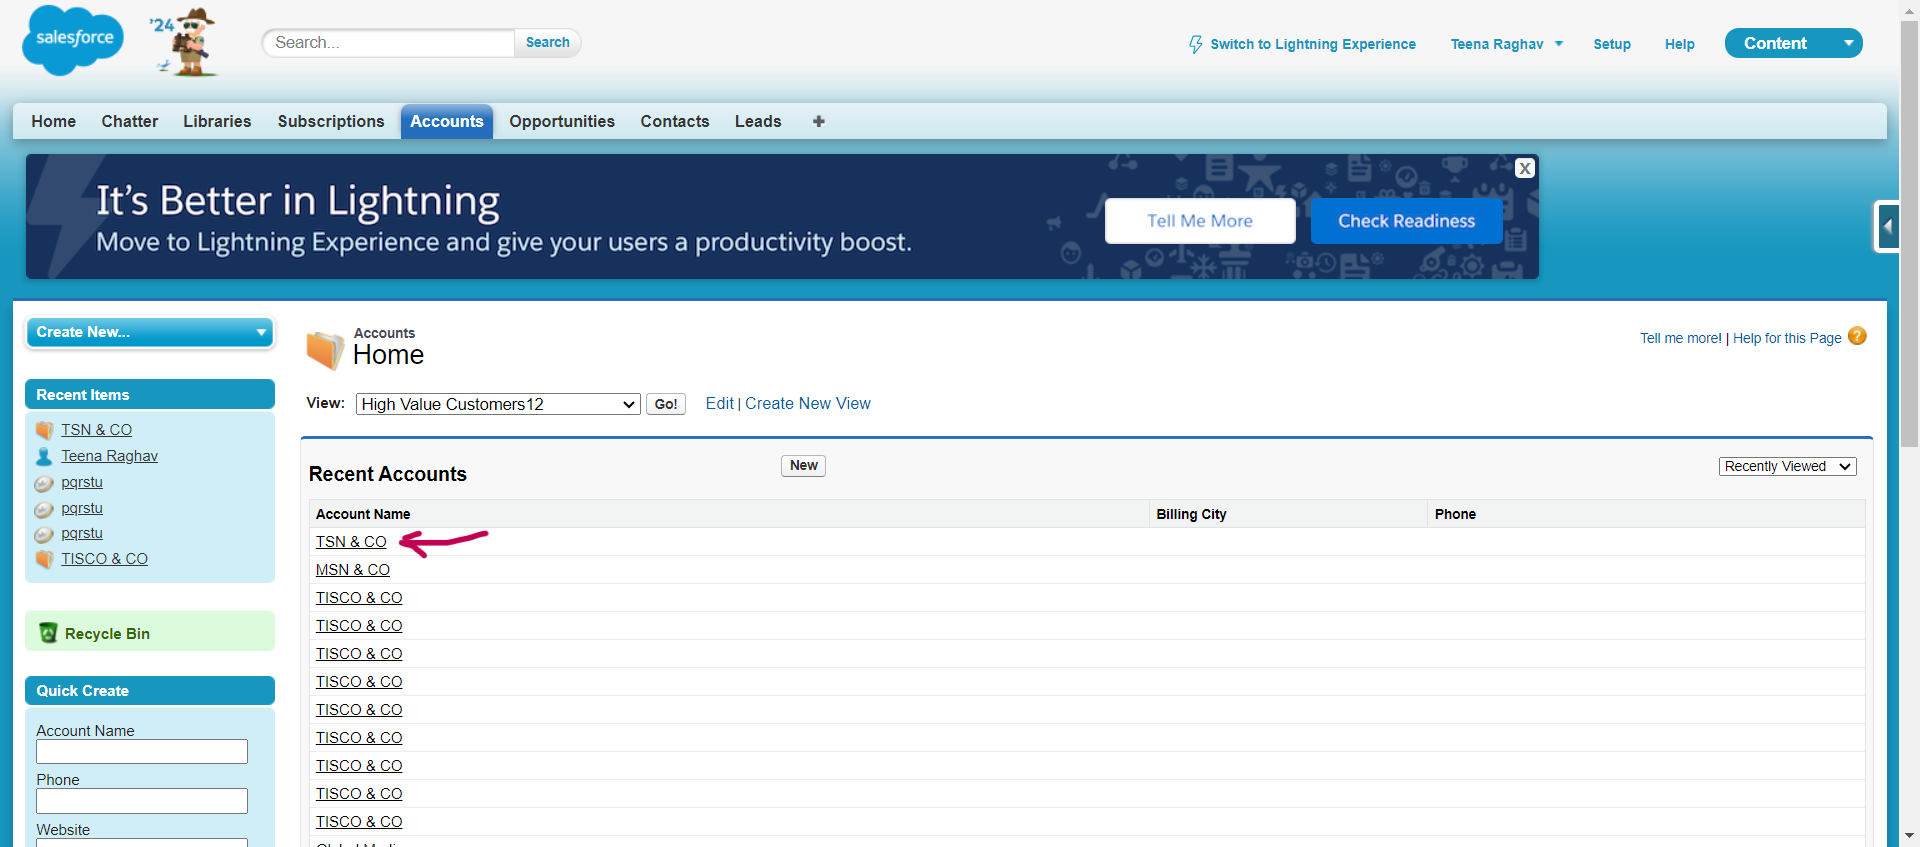 salesforce
'24
Search...
Search
Switch to Lightning Experience
Teena Raghav
Setup
Help
Content
Home
Chatter
Libraries
Subscriptions
Accounts
Opportunities
Contacts
Leads
+
It's Better in Lightning
Move to Lightning Experience and give your users a productivity boost.
Tell Me More
Check Readiness
X
Create New...
Recent Items
TSN & CO
Teena Raghav
pqrstu
pqrstu
pqrstu
TISCO & CO
Recycle Bin
Quick Create
Account Name
Phone
Website
Accounts
Home
Tell me more! | Help for this Page ?
View: High Value Customers12 Go! Edit | Create New View
Recent Accounts
New
Recently Viewed
Account Name Billing City Phone
TSN & CO
MSN & CO
TISCO & CO
TISCO & CO
TISCO & CO
TISCO & CO
TISCO & CO
TISCO & CO
TISCO & CO
TISCO & CO
TISCO & CO